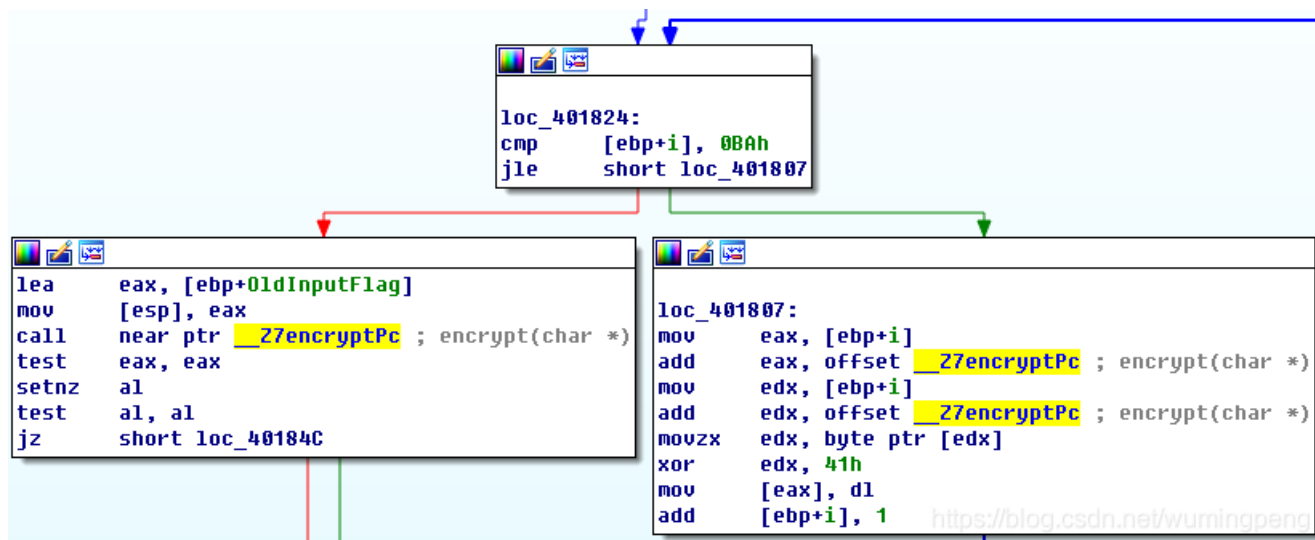 loc_401824:
cmp [ebp+i], 0BAh
jle short loc_401807
lea eax, [ebp+OldInputFlag]
mov [esp], eax
call near ptr __Z7encryptPc ; encrypt(char *)
test eax, eax
setnz al
test al, al
jz short loc_40184C
loc_401807:
mov eax, [ebp+i]
add eax, offset __Z7encryptPc ; encrypt(char *)
mov edx, [ebp+i]
add edx, offset __Z7encryptPc ; encrypt(char *)
movzx edx, byte ptr [edx]
xor edx, 41h
mov [eax], dl
add [ebp+i], 1
https://blog.csdn.net/wumingpeng